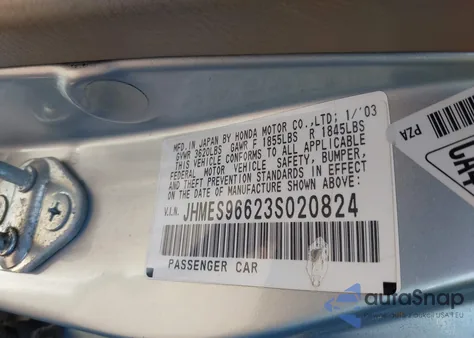 MFD.IN JAPAN BY HONDA MOTOR CO.,LTD; 1/'03
GVWR 3620LBS GAWR F 1855LBS R 1845LBS
THIS VEHICLE CONFORMS TO ALL APPLICABLE
FEDERAL MOTOR VEHICLE SAFETY, BUMPER,
AND THEFT PREVENTION STANDARDS IN EFFECT
ON THE DATE OF MANUFACTURE SHOWN ABOVE:
V.I.N. JHMES96623S020824
PASSENGER CAR
PZA
autoSnap